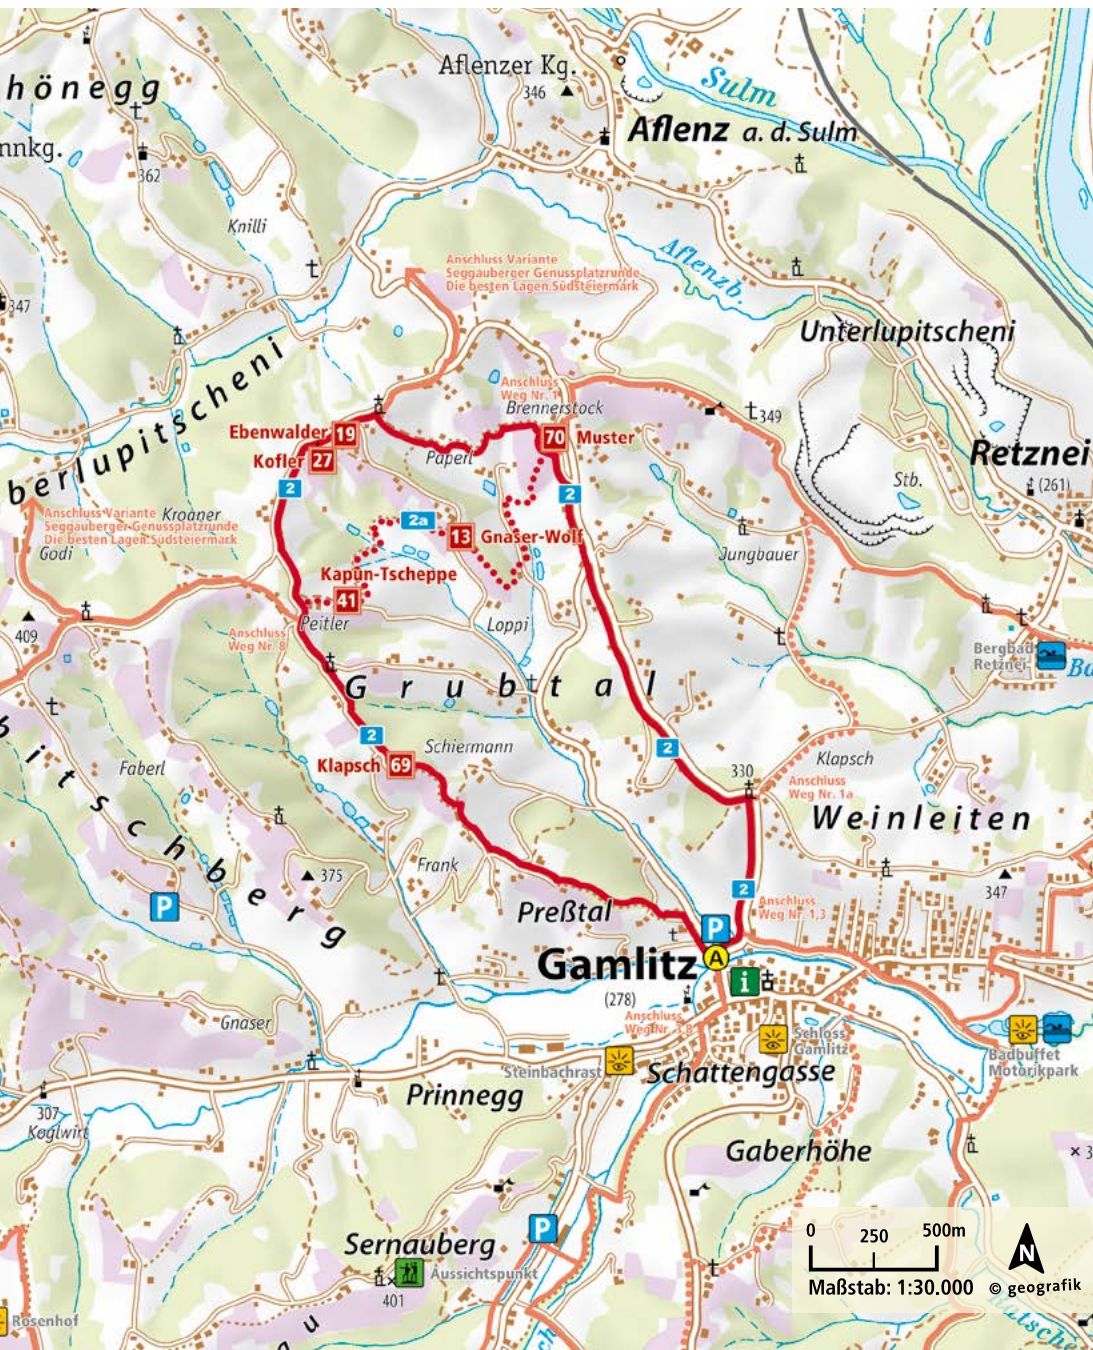 Aflenzer Kg.
346
Sulm
hönegg
Aflenz a. d. Sulm
nnkg.
362
Knilli
Aflenzb.
Anschluss Variante
Seggauberger Genussplatzrunde
Die besten Lagen.Südsteiermark
347
Unterlupitscheni
Anschluss
Weg Nr. 1
Brennerstock
349
Ebenwalder 19
70 Muster
Kofler 27
Paperl
Retznei
(261)
Stb.
berlupitscheni
2
2
Anschluss Variante
Seggauberger Genussplatzrunde
Die besten Lagen.Südsteiermark
Kroaner
Godi
2a
13 Gnaser-Wolf
Jungbauer
Kapun-Tscheppe
41
Peitler
Loppi
409
Anschluss
Weg Nr. 8
Bergbad
Retznei
Ba
Grubtal
2
Schiermann
2
Klapsch 69
Klapsch
Faberl
330
Anschluss
Weg Nr. 1a
Weinleiten
itschberg
Frank
375
347
P
2
Anschluss
Weg Nr. 1,3
Preßtal
P
Gamlitz
A
(278)
i
Gnaser
Anschluss
Weg Nr. 3,8
Schloss
Gamlitz
Badbuffet
Motorikpark
Steinbachrast
Schattengasse
Prinnegg
307
Koglwirt
Gaberhöhe
3
P
Sernauberg
Aussichtspunkt
401
Rosenhof
u
ch
0 250 500m
Maßstab: 1:30.000
N
© geografik